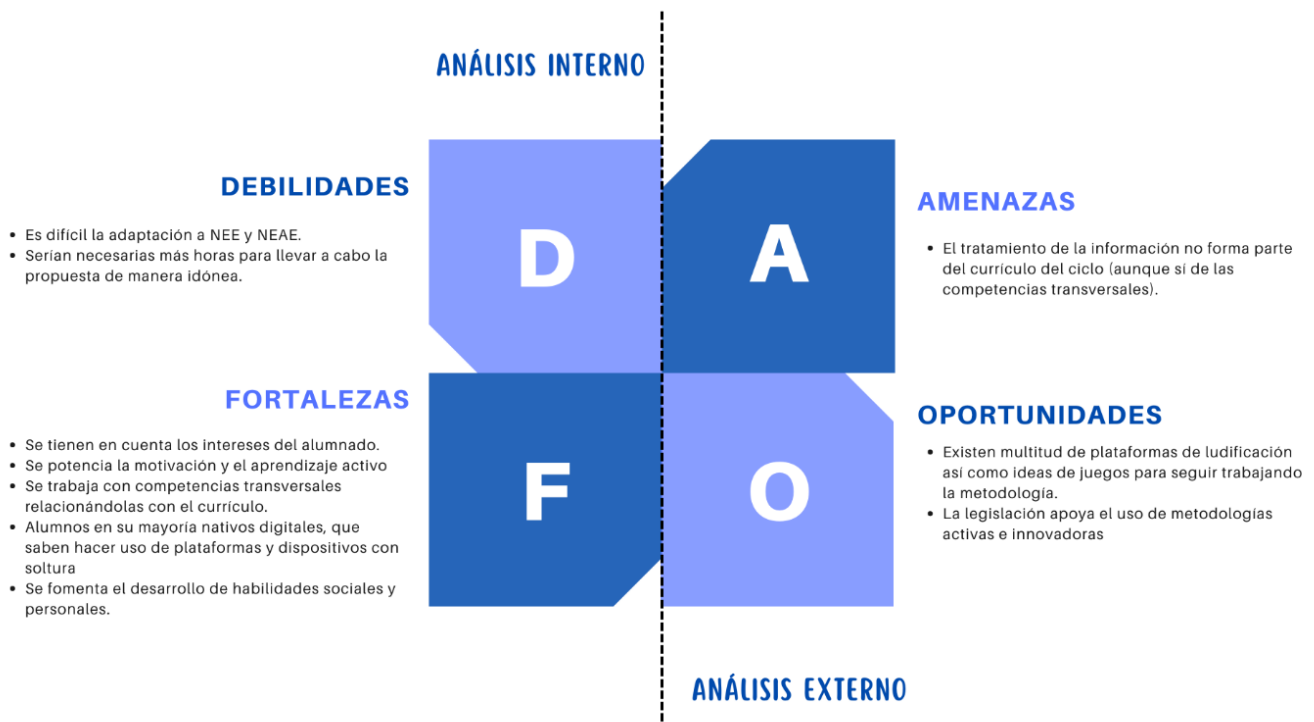 ANÁLISIS INTERNO
DEBILIDADES
• Es difícil la adaptación a NEE y NEAE.
• Serían necesarias más horas para llevar a cabo la
propuesta de manera idónea.
D
A
AMENAZAS
• El tratamiento de la información no forma parte
del currículo del ciclo (aunque sí de las
competencias transversales).
FORTALEZAS
• Se tienen en cuenta los intereses del alumnado.
• Se potencia la motivación y el aprendizaje activo
• Se trabaja con competencias transversales
relacionándolas con el currículo.
• Alumnos en su mayoría nativos digitales, que
saben hacer uso de plataformas y dispositivos con
soltura
• Se fomenta el desarrollo de habilidades sociales y
personales.
F
O
OPORTUNIDADES
• Existen multitud de plataformas de ludificación
así como ideas de juegos para seguir trabajando
la metodología.
• La legislación apoya el uso de metodologías
activas e innovadoras
ANÁLISIS EXTERNO